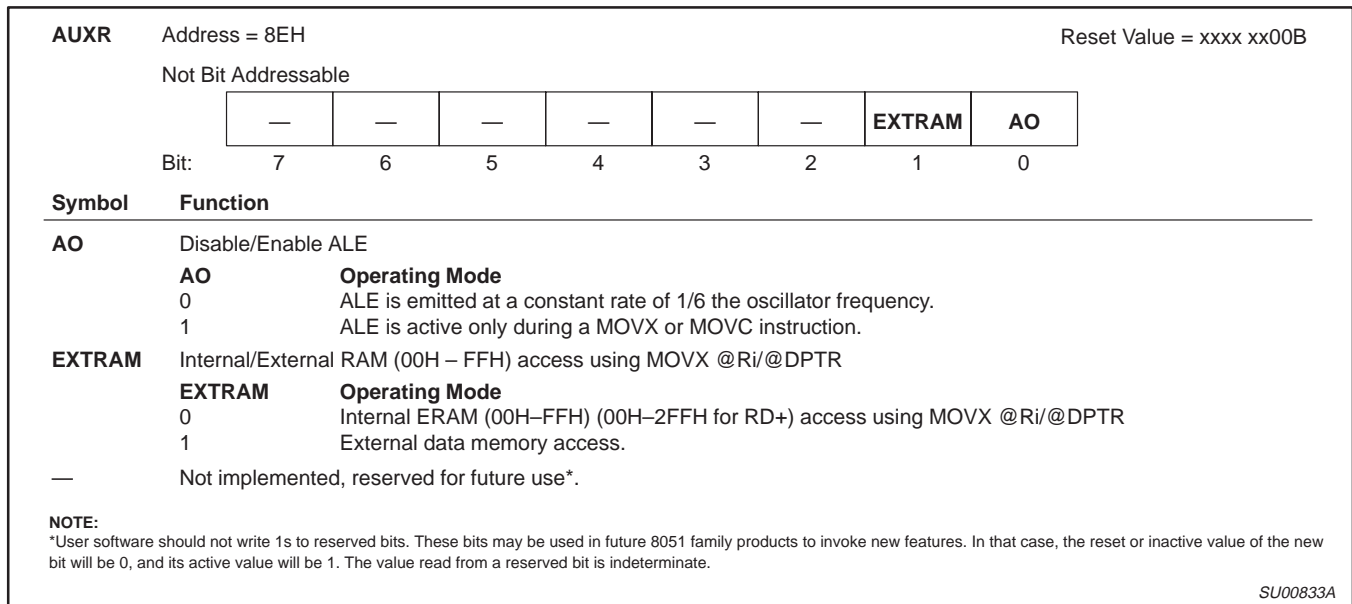 AUXR Address = 8EH Reset Value = xxxx xx00B
Not Bit Addressable
— — — — — — EXTRAM AO
Bit: 7 6 5 4 3 2 1 0
Symbol Function
AO Disable/Enable ALE
AO Operating Mode
0 ALE is emitted at a constant rate of 1/6 the oscillator frequency.
1 ALE is active only during a MOVX or MOVC instruction.
EXTRAM Internal/External RAM (00H – FFH) access using MOVX @Ri/@DPTR
EXTRAM Operating Mode
0 Internal ERAM (00H–FFH) (00H–2FFH for RD+) access using MOVX @Ri/@DPTR
1 External data memory access.
— Not implemented, reserved for future use*.
NOTE:
*User software should not write 1s to reserved bits. These bits may be used in future 8051 family products to invoke new features. In that case, the reset or inactive value of the new
bit will be 0, and its active value will be 1. The value read from a reserved bit is indeterminate.
SU00833A